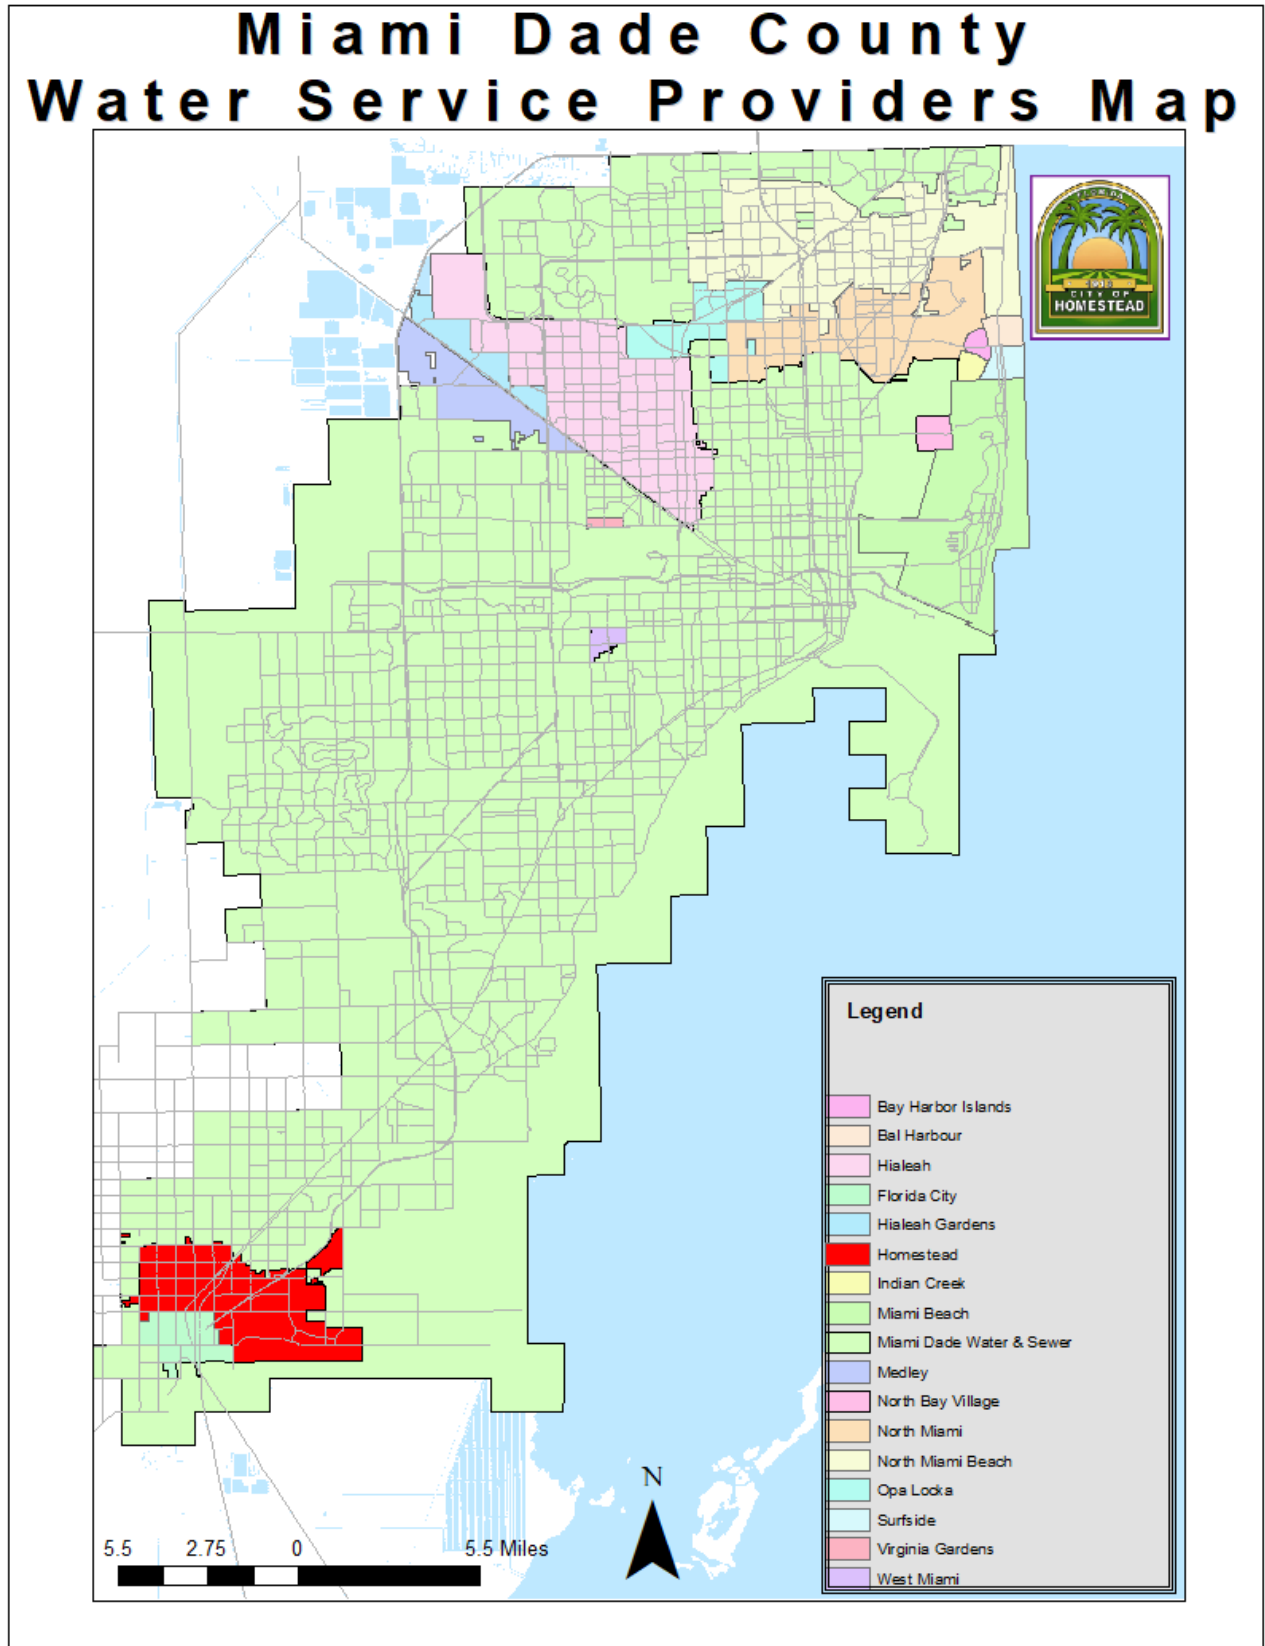 Miami Dade County
Water Service Providers Map
CITY OF
HOMESTEAD
Legend
Bay Harbor Islands
Bal Harbour
Hialeah
Florida City
Hialeah Gardens
Homestead
Indian Creek
Miami Beach
Miami Dade Water & Sewer
Medley
North Bay Village
North Miami
North Miami Beach
Opa Locka
Surfside
Virginia Gardens
West Miami
N
5.5 2.75 0 5.5 Miles